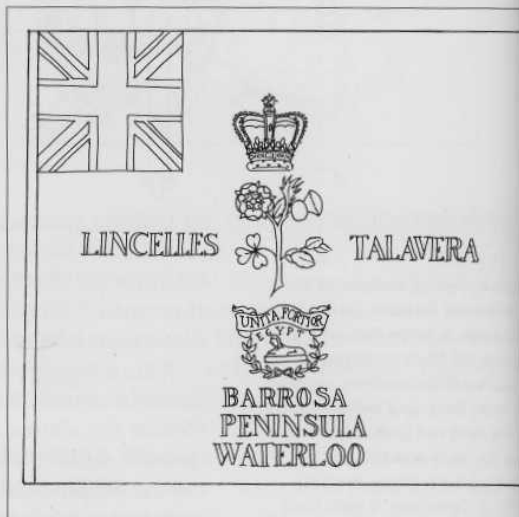 LINCELLES TALAVERA
UNITA FORTIOR
EGYPT
BARROSA
PENINSULA
WATERLOO